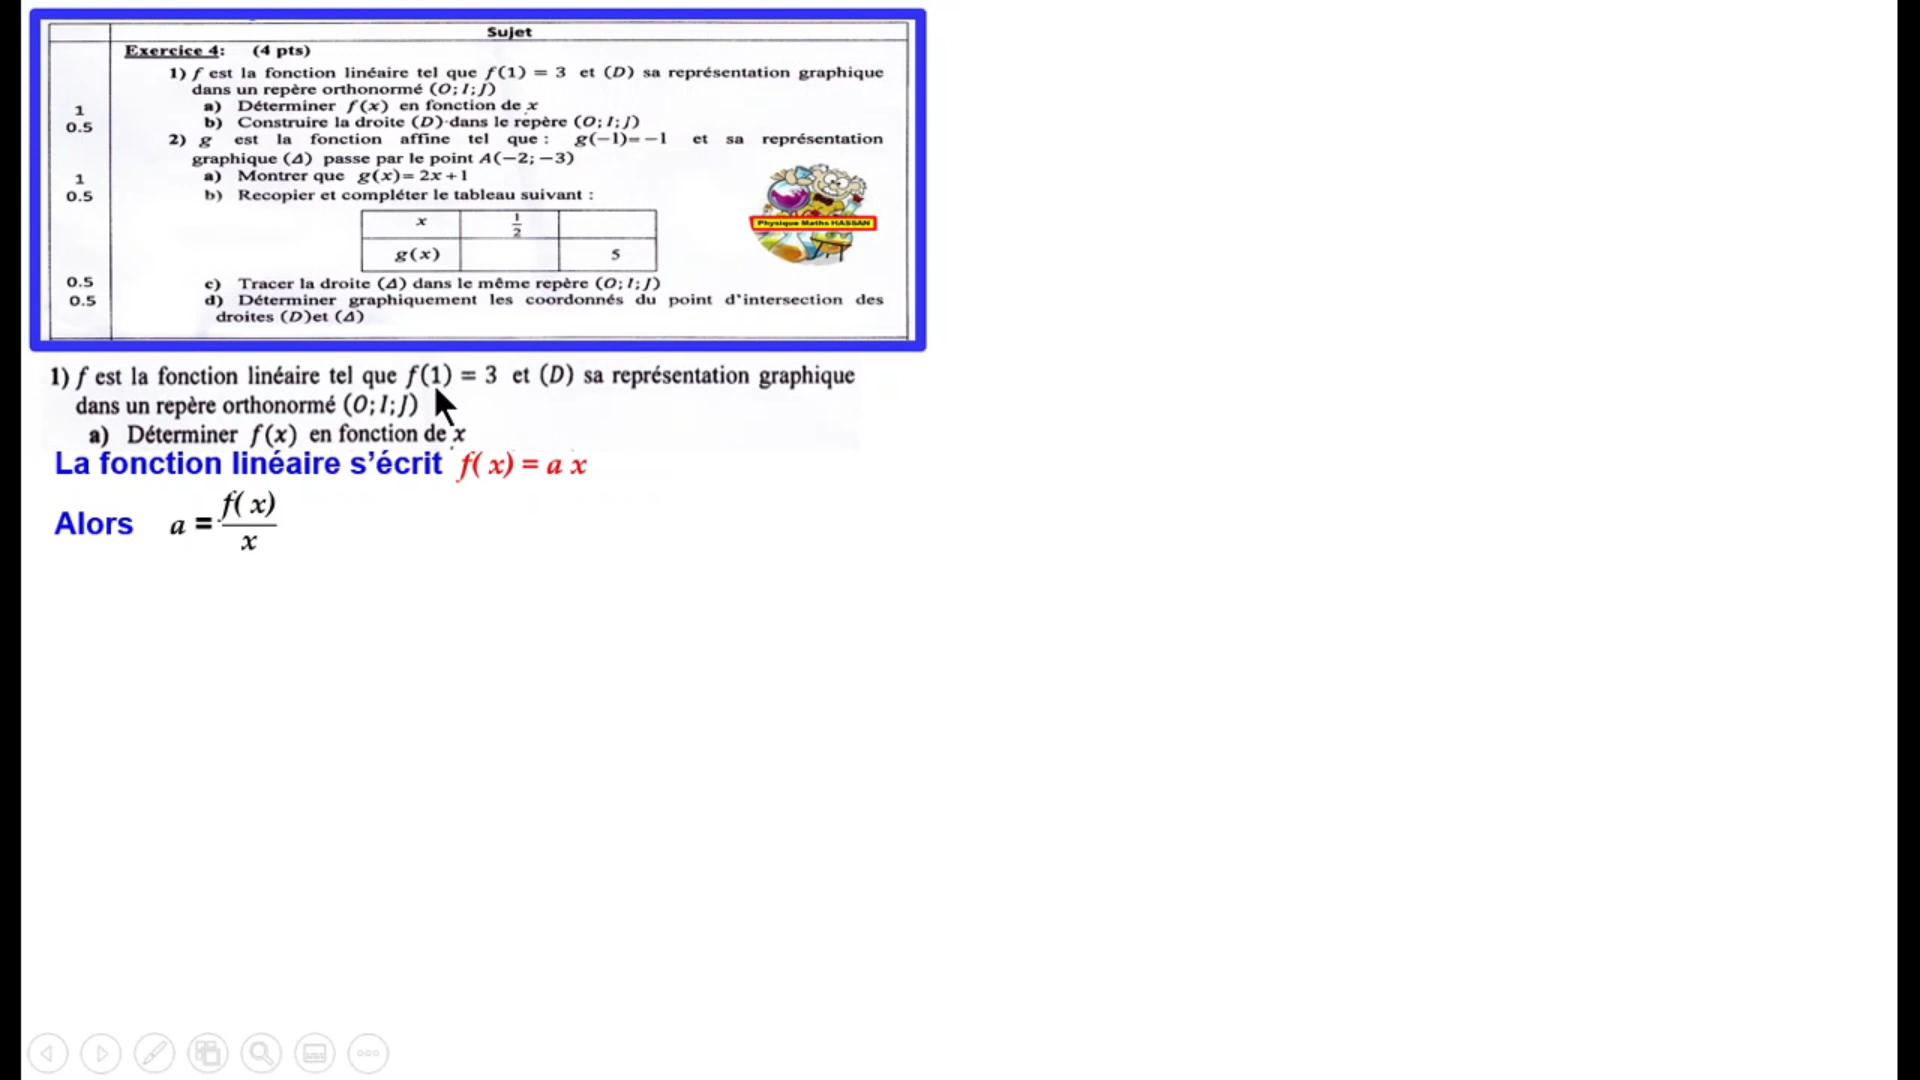 Sujet
Exercice 4: (4 pts)
1) f est la fonction linéaire tel que f(1) = 3 et (D) sa représentation graphique
dans un repère orthonormé (O; I; J)
1 a) Déterminer f(x) en fonction de x
0.5 b) Construire la droite (D) dans le repère (O; I; J)
2) g est la fonction affine tel que : g(−1)=−1 et sa représentation
graphique (Δ) passe par le point A(−2; −3)
1 a) Montrer que g(x)= 2x+1
0.5 b) Recopier et compléter le tableau suivant :
x 1/2
g(x) 5
Physique Maths HASSAN
0.5 c) Tracer la droite (Δ) dans le même repère (O; I; J)
0.5 d) Déterminer graphiquement les coordonnés du point d'intersection des
droites (D)et (Δ)
1) f est la fonction linéaire tel que f(1) = 3 et (D) sa représentation graphique
dans un repère orthonormé (O; I; J)
a) Déterminer f(x) en fonction de x
La fonction linéaire s'écrit f( x) = a x
Alors a = f( x)/x